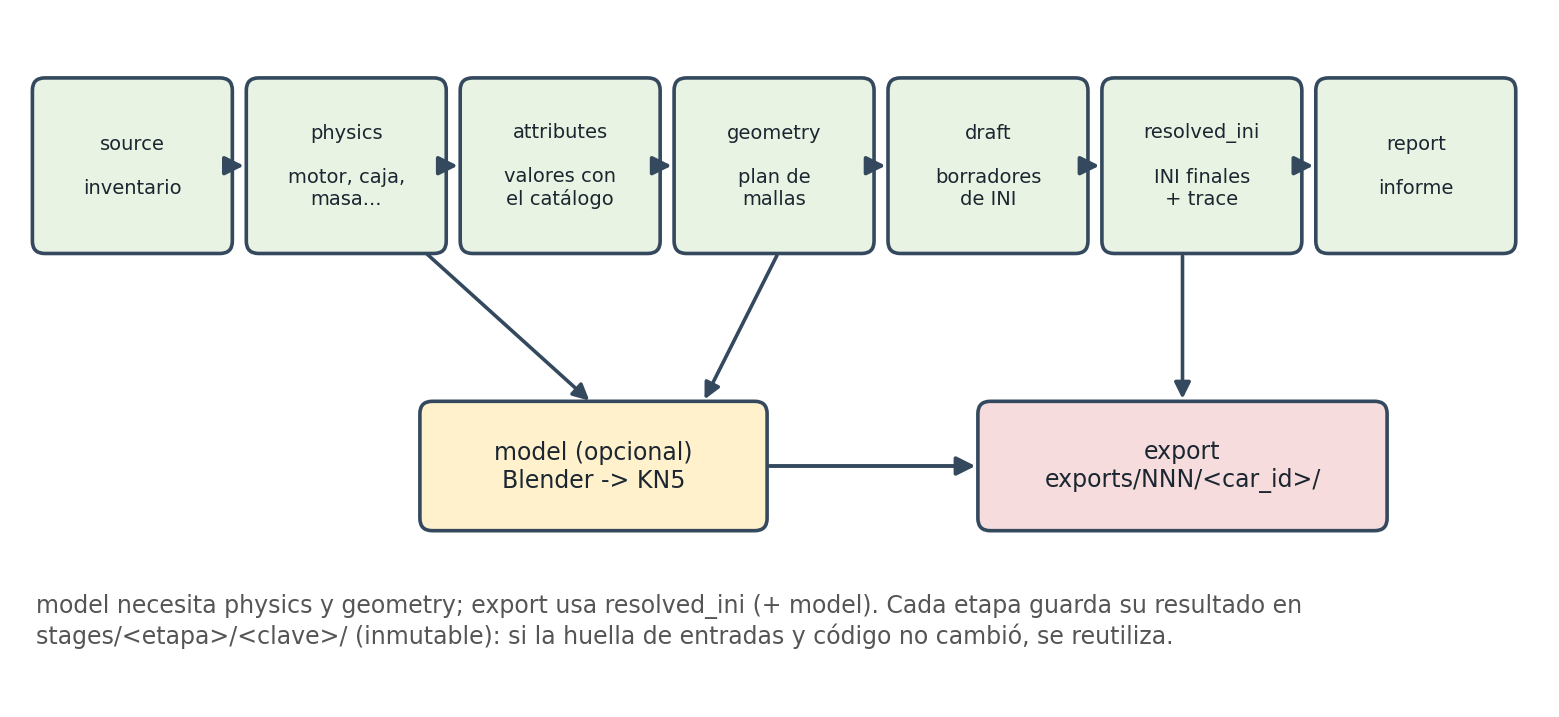 source
inventario
physics
motor, caja,
masa...
attributes
valores con
el catálogo
geometry
plan de
mallas
draft
borradores
de INI
resolved_ini
INI finales
+ trace
report
informe
model (opcional)
Blender -> KN5
export
exports/NNN/<car_id>/
model necesita physics y geometry; export usa resolved_ini (+ model). Cada etapa guarda su resultado en
stages/<etapa>/<clave>/ (inmutable): si la huella de entradas y código no cambió, se reutiliza.